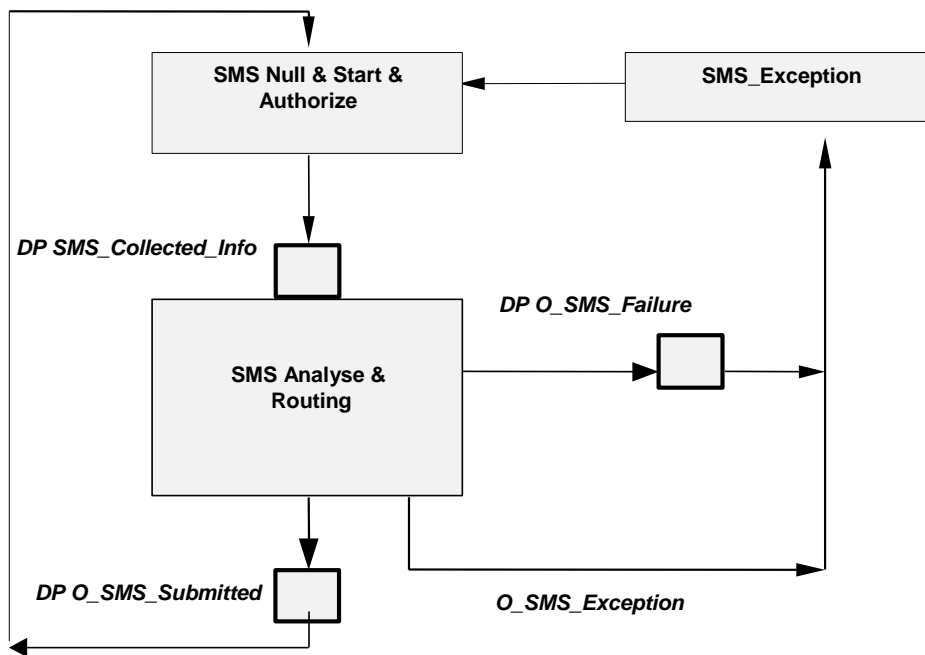 SMS Null & Start &
Authorize
SMS_Exception
DP SMS_Collected_Info
DP O_SMS_Failure
SMS Analyse &
Routing
DP O_SMS_Submitted
O_SMS_Exception